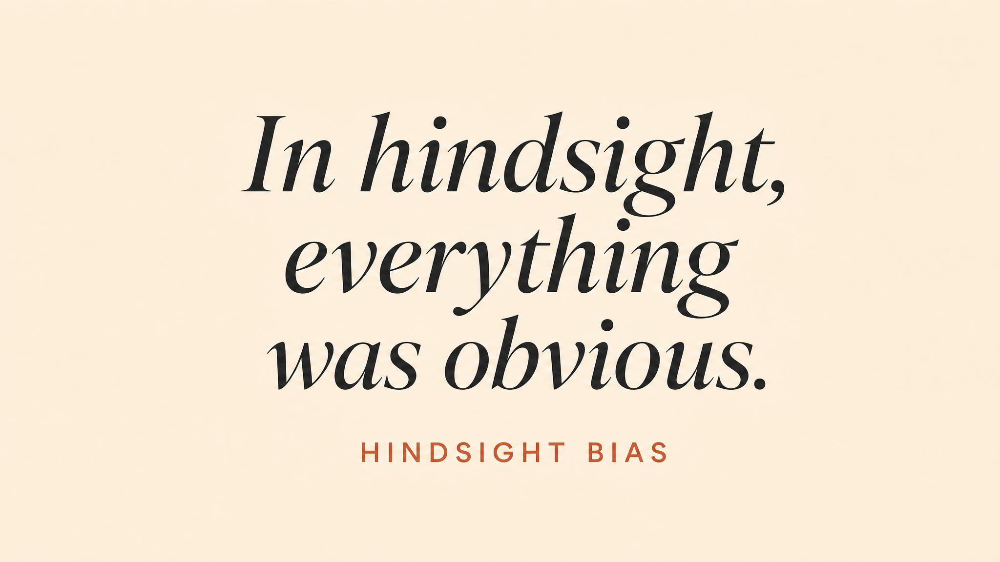 In hindsight,
everything
was obvious.
HINDSIGHT BIAS